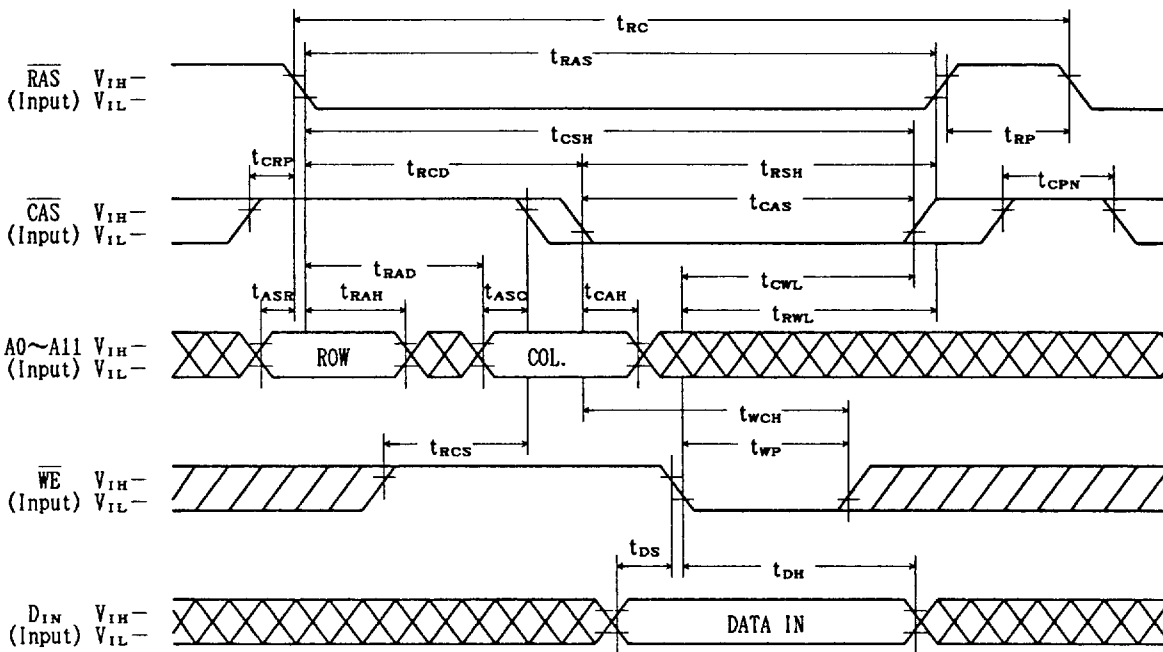 tRC
tRAS
RAS VIH
(Input) VIL
tCSH
tRP
tCRP
tRCD
tRSH
tCPN
CAS VIH
(Input) VIL
tCAS
tRAD
tCWL
tASR
tRAH
tASC
tCAH
tRWL
A0~A11 VIH
(Input) VIL
ROW
COL.
tWCH
tRCS
tWP
WE VIH
(Input) VIL
tDS
tDH
DIN VIH
(Input) VIL
DATA IN